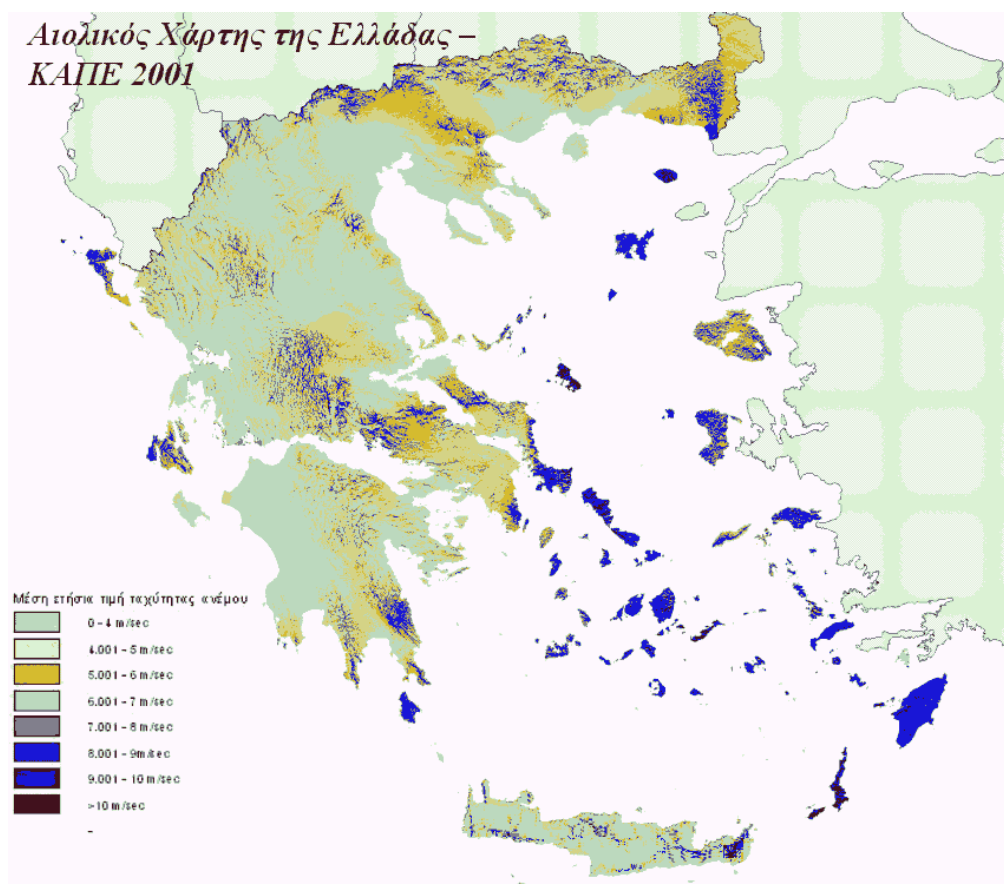 Αιολικός Χάρτης της Ελλάδας –
ΚΑΠΕ 2001
Μέση ετήσια τιμή ταχύτητας ανέμου
0 - 4 m/sec
4.001 - 5 m/sec
5.001 - 6 m/sec
6.001 - 7 m/sec
7.001 - 8 m/sec
8.001 - 9m/sec
9.001 - 10 m/sec
>10 m/sec
-